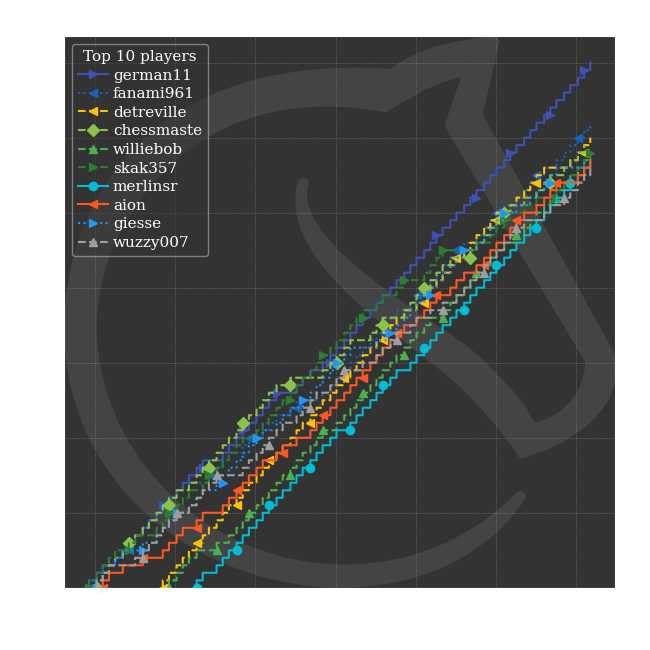 Top 10 players
german11
fanami961
detreville
chessmaste
williebob
skak357
merlinsr
aion
giesse
wuzzy007